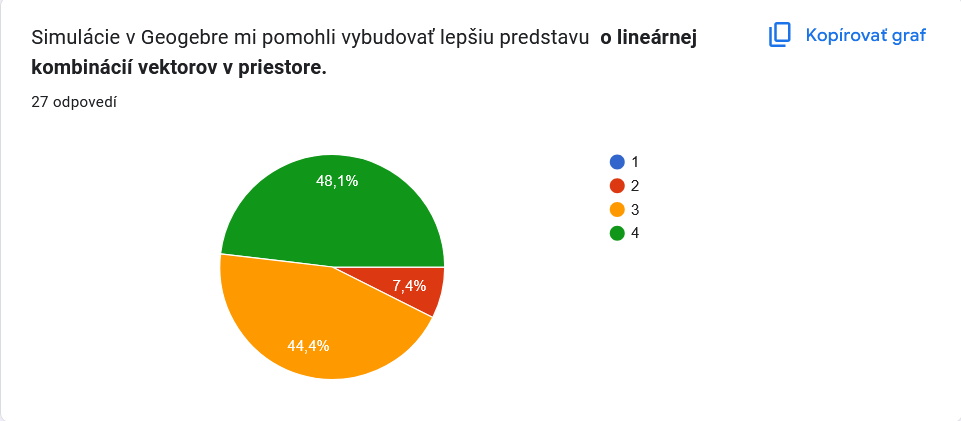 Simulácie v Geogebre mi pomohli vybudovať lepšiu predstavu o lineárnej
kombinácií vektorov v priestore.
Kopírovať graf
27 odpovedí
48,1%
7,4%
44,4%
1
2
3
4